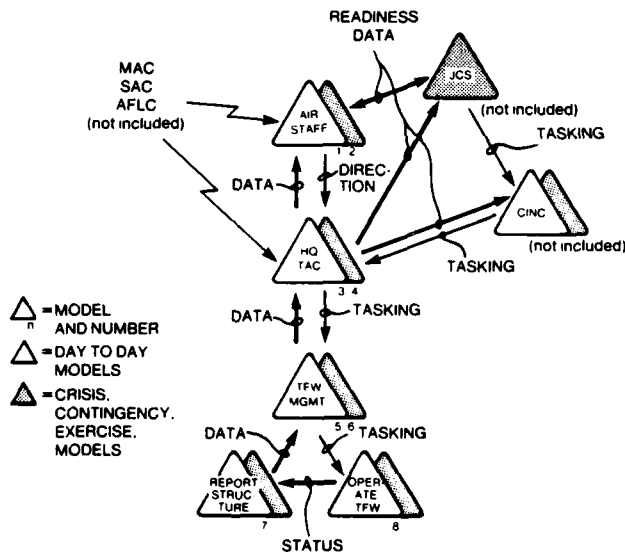 READINESS
DATA
MAC
SAC
AFLC
(not included)
JCS
(not included)
AIR
STAFF
1 2
TASKING
DATA
DIREC-
TION
CINC
(not included)
HQ
TAC
3 4
TASKING
DATA
TASKING
n
= MODEL
AND NUMBER
= DAY TO DAY
MODELS
= CRISIS,
CONTINGENCY,
EXERCISE,
MODELS
TFW
MGMT
5 6
DATA
TASKING
REPORT
STRUC
TURE
7
OPER-
ATE
TFW
8
STATUS